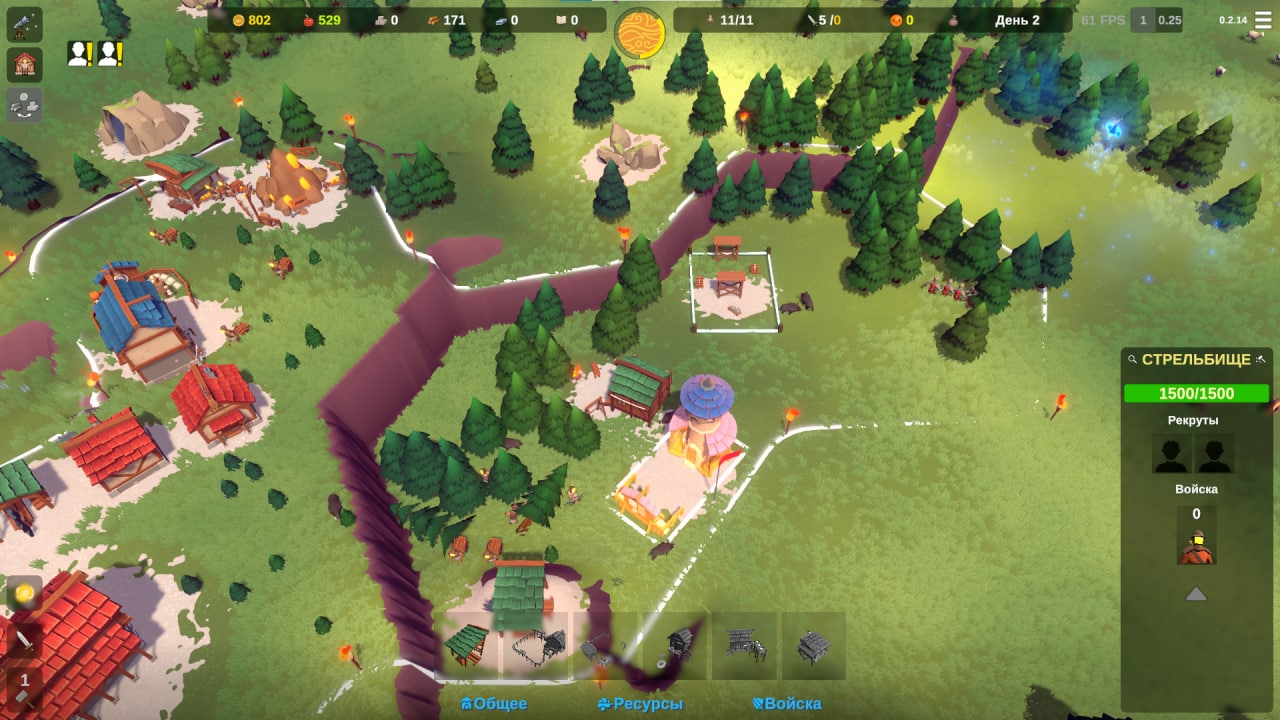 802 529 0 171 0 0 11/11 5 /0 0 День 2 61 FPS 1 0.25 0.2.14
! !
СТРЕЛЬБИЩЕ
1500/1500
Рекруты
Войска
0
1
Общее Ресурсы Войска